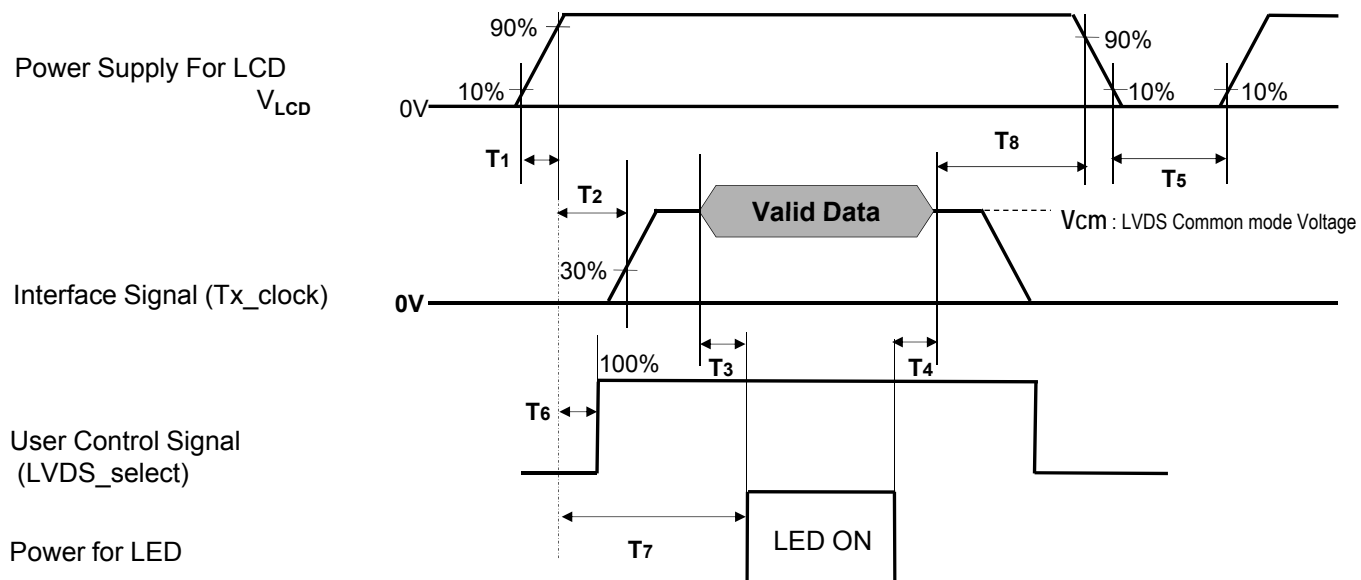 90%
90%
Power Supply For LCD
VLCD
10%
0V
10%
10%
T1
T8
T2
T5
Valid Data
Vcm : LVDS Common mode Voltage
30%
Interface Signal (Tx_clock)
0V
100%
T3
T4
T6
User Control Signal
(LVDS_select)
T7
LED ON
Power for LED